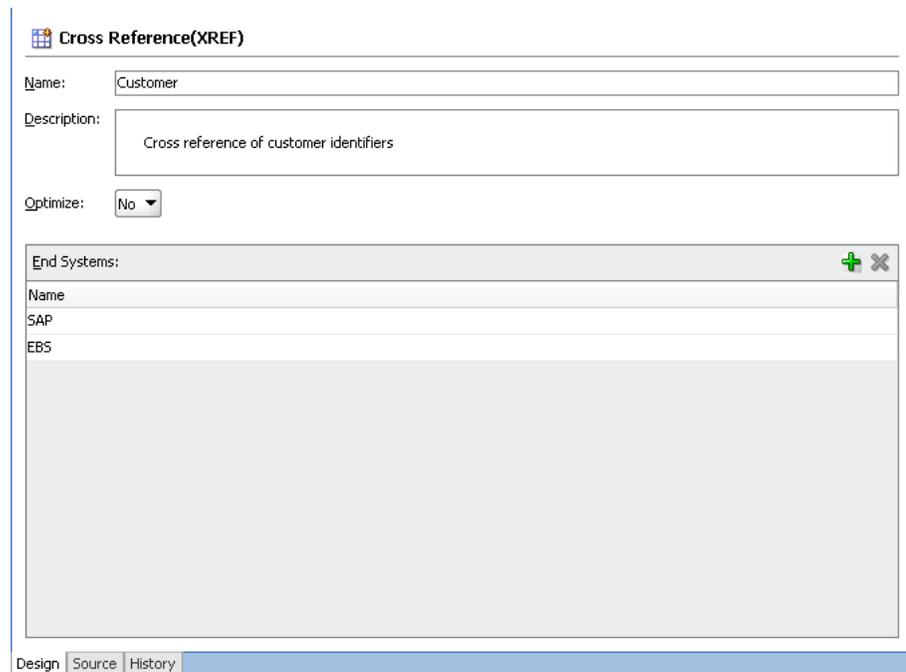 Cross Reference(XREF)
Name: Customer
Description: Cross reference of customer identifiers
Optimize: No
End Systems:
Name
SAP
EBS
Design Source History